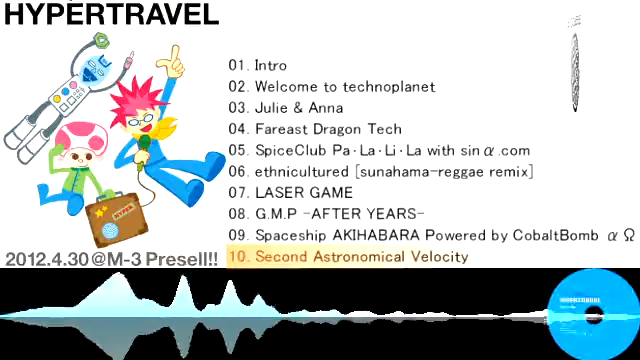 HYPERTRAVEL
01. Intro
02. Welcome to technoplanet
03. Julie & Anna
04. Fareast Dragon Tech
05. SpiceClub Pa・La・Li・La with sinα.com
06. ethnicultured [sunahama-reggae remix]
07. LASER GAME
08. G.M.P -AFTER YEARS-
09. Spaceship AKIHABARA Powered by CobaltBomb αΩ
10. Second Astronomical Velocity
2012.4.30@M-3 Presell!!
HYPER
HYPERTRAVEL